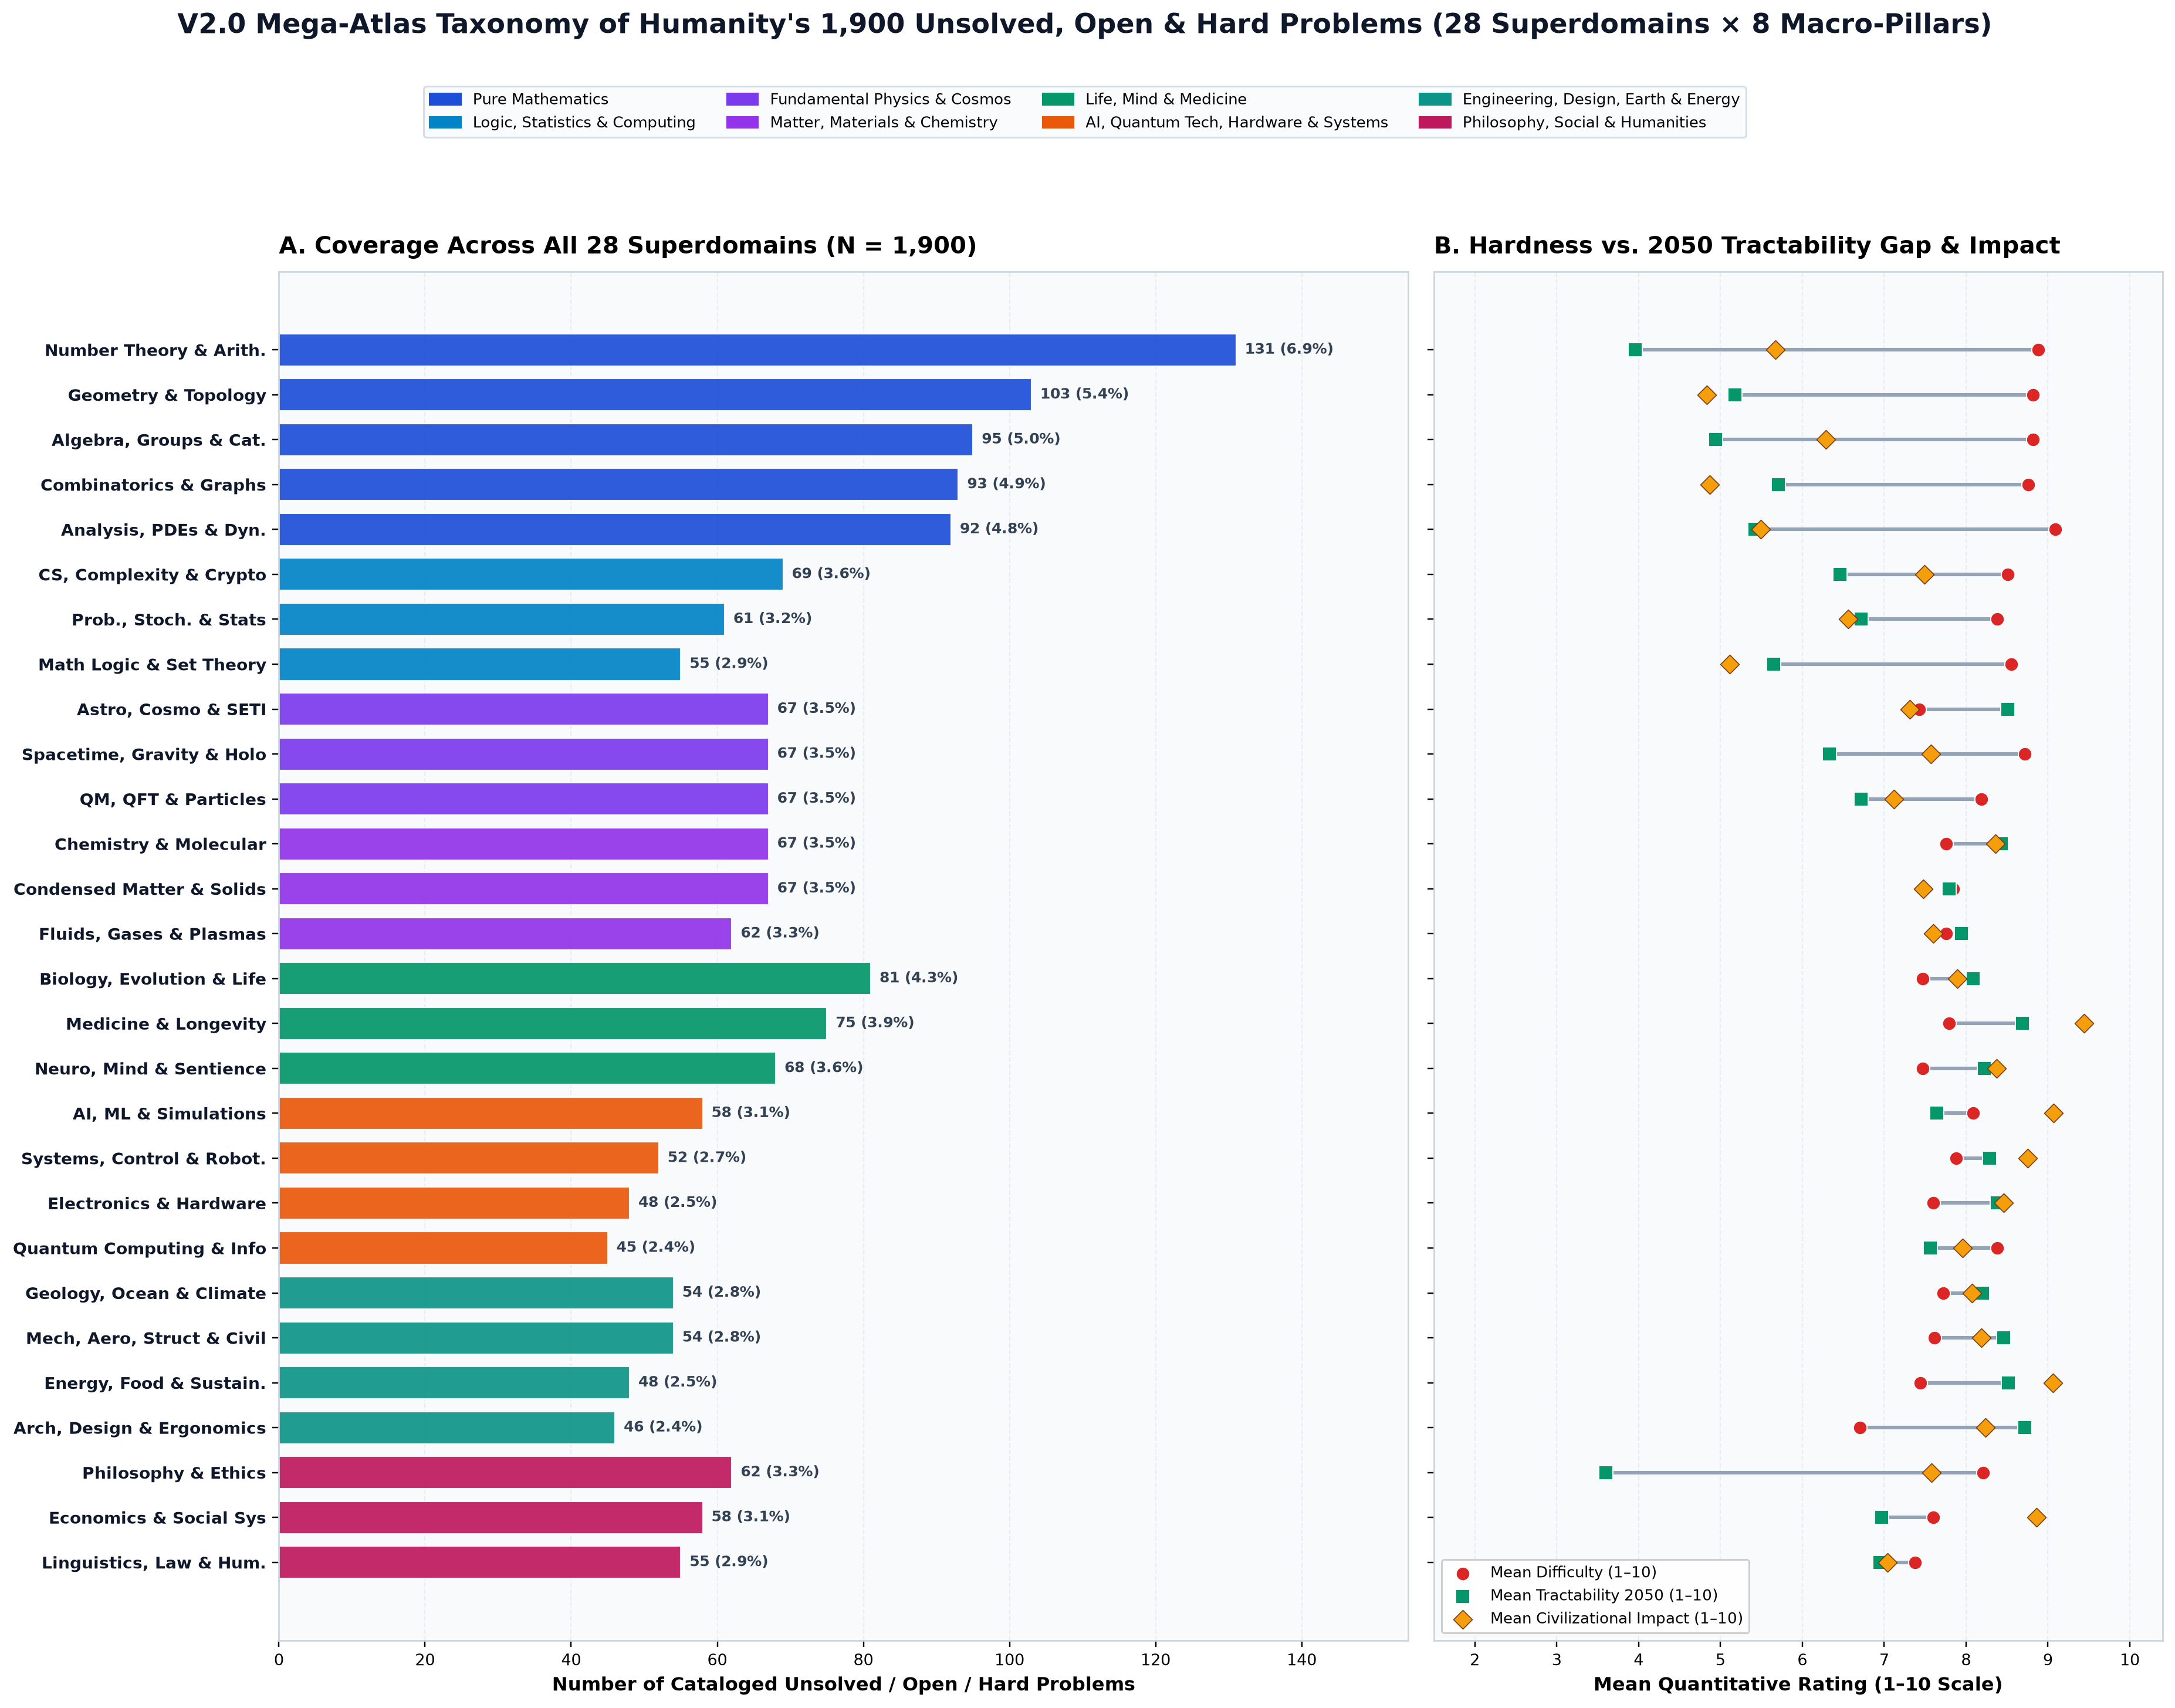 V2.0 Mega-Atlas Taxonomy of Humanity's 1,900 Unsolved, Open & Hard Problems (28 Superdomains × 8 Macro-Pillars)
Pure Mathematics
Logic, Statistics & Computing
Fundamental Physics & Cosmos
Matter, Materials & Chemistry
Life, Mind & Medicine
AI, Quantum Tech, Hardware & Systems
Engineering, Design, Earth & Energy
Philosophy, Social & Humanities
A. Coverage Across All 28 Superdomains (N = 1,900)
Number Theory & Arith. 131 (6.9%)
Geometry & Topology 103 (5.4%)
Algebra, Groups & Cat. 95 (5.0%)
Combinatorics & Graphs 93 (4.9%)
Analysis, PDEs & Dyn. 92 (4.8%)
CS, Complexity & Crypto 69 (3.6%)
Prob., Stoch. & Stats 61 (3.2%)
Math Logic & Set Theory 55 (2.9%)
Astro, Cosmo & SETI 67 (3.5%)
Spacetime, Gravity & Holo 67 (3.5%)
QM, QFT & Particles 67 (3.5%)
Chemistry & Molecular 67 (3.5%)
Condensed Matter & Solids 67 (3.5%)
Fluids, Gases & Plasmas 62 (3.3%)
Biology, Evolution & Life 81 (4.3%)
Medicine & Longevity 75 (3.9%)
Neuro, Mind & Sentience 68 (3.6%)
AI, ML & Simulations 58 (3.1%)
Systems, Control & Robot. 52 (2.7%)
Electronics & Hardware 48 (2.5%)
Quantum Computing & Info 45 (2.4%)
Geology, Ocean & Climate 54 (2.8%)
Mech, Aero, Struct & Civil 54 (2.8%)
Energy, Food & Sustain. 48 (2.5%)
Arch, Design & Ergonomics 46 (2.4%)
Philosophy & Ethics 62 (3.3%)
Economics & Social Sys 58 (3.1%)
Linguistics, Law & Hum. 55 (2.9%)
0 20 40 60 80 100 120 140
Number of Cataloged Unsolved / Open / Hard Problems
B. Hardness vs. 2050 Tractability Gap & Impact
Mean Difficulty (1–10)
Mean Tractability 2050 (1–10)
Mean Civilizational Impact (1–10)
2 3 4 5 6 7 8 9 10
Mean Quantitative Rating (1–10 Scale)